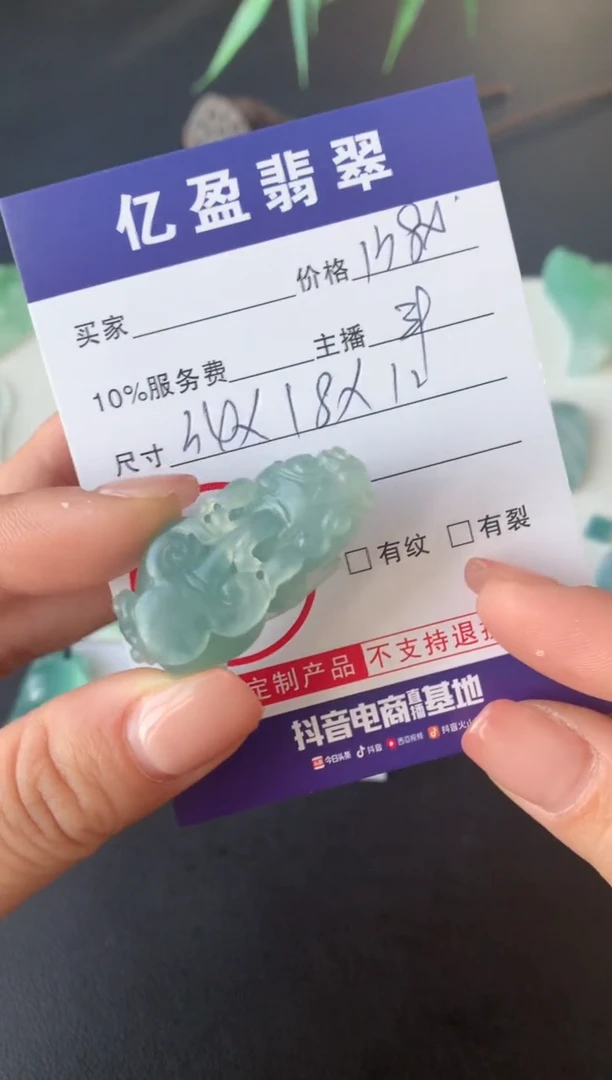 亿盈翡翠
价格
买家
10%服务费 主播
尺寸 18X12
□有纹 □有裂
定制产品 不支持退
抖音电商直播基地
今日头条 抖音 西瓜视频 抖音火山